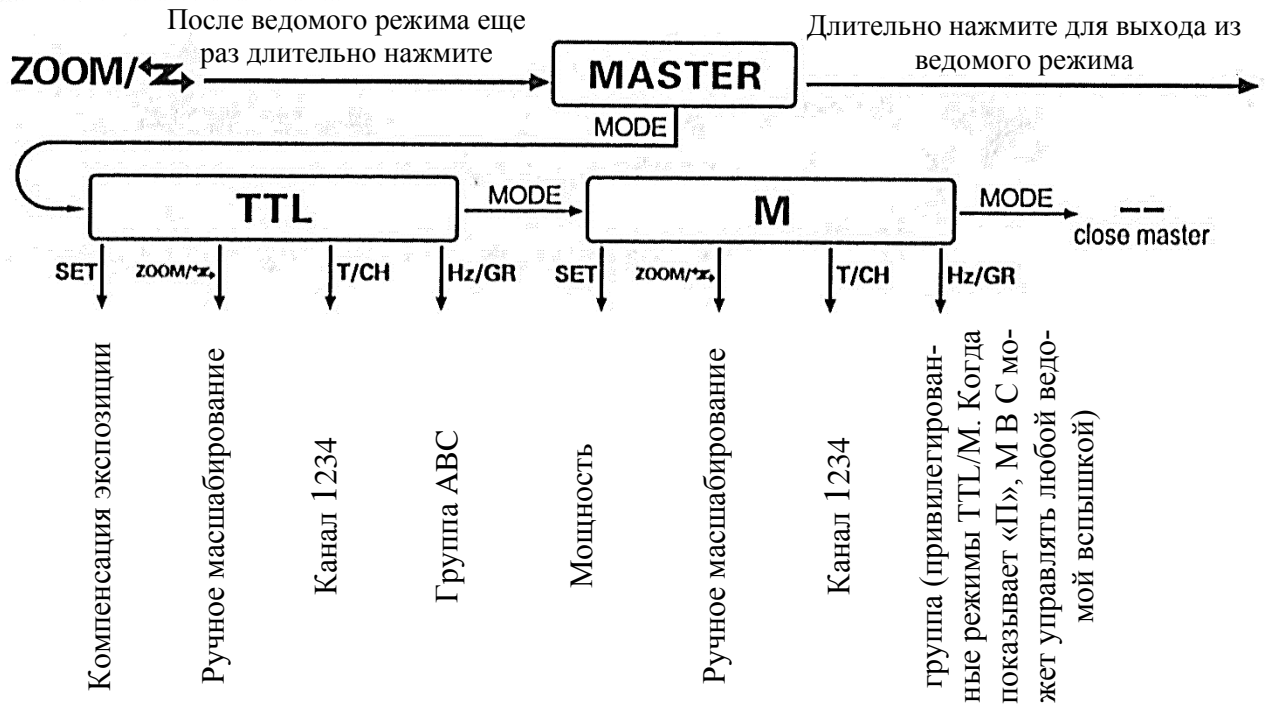 После ведомого режима еще
раз длительно нажмите
Длительно нажмите для выхода из
ведомого режима
ZOOM/
MASTER
MODE
TTL
MODE
M
MODE
– –
close master
SET
ZOOM/
T/CH
Hz/GR
SET
ZOOM/
T/CH
Hz/GR
Компенсация экспозиции
Ручное масшабирование
Канал 1234
Группа ABC
Мощность
Ручное масшабирование
Канал 1234
группа (привилегирован-
ные режимы TTL/M. Когда
показывает «П», М В С мо-
жет управлять любой ведо-
мой вспышкой)